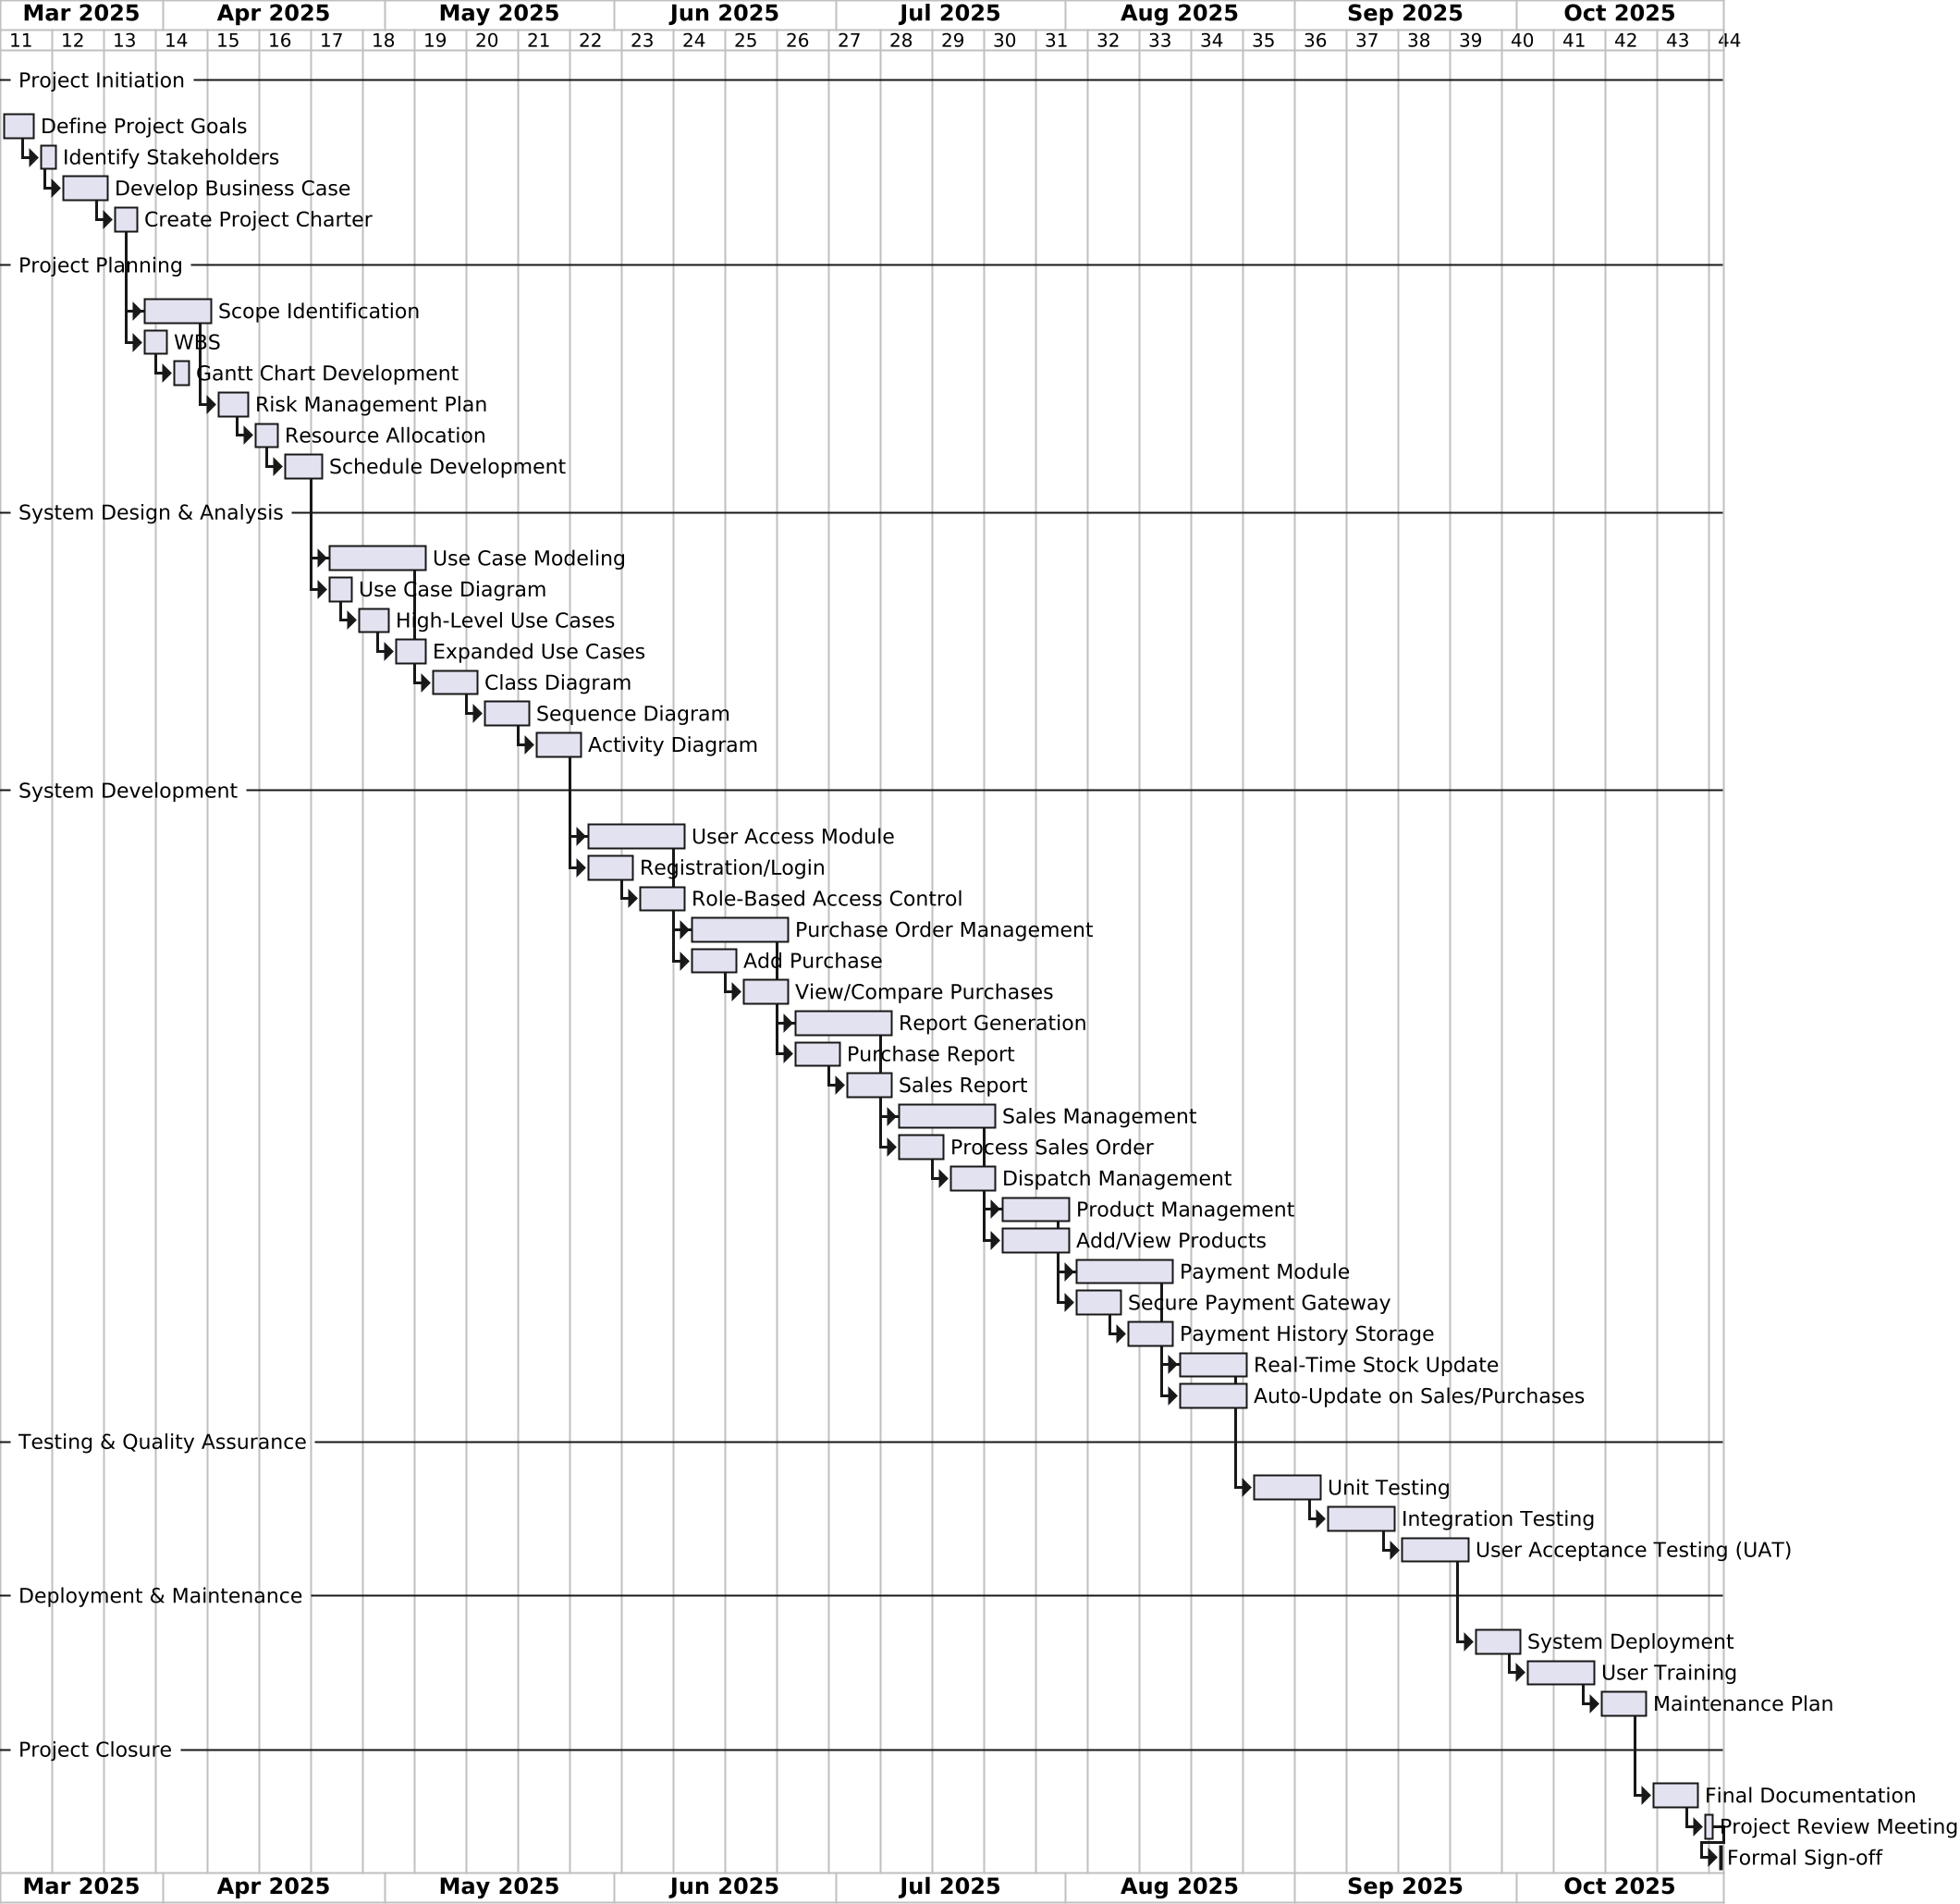 Mar 2025 Apr 2025 May 2025 Jun 2025 Jul 2025 Aug 2025 Sep 2025 Oct 2025
11 12 13 14 15 16 17 18 19 20 21 22 23 24 25 26 27 28 29 30 31 32 33 34 35 36 37 38 39 40 41 42 43 44
Project Initiation
Define Project Goals
Identify Stakeholders
Develop Business Case
Create Project Charter
Project Planning
Scope Identification
WBS
Gantt Chart Development
Risk Management Plan
Resource Allocation
Schedule Development
System Design & Analysis
Use Case Modeling
Use Case Diagram
High-Level Use Cases
Expanded Use Cases
Class Diagram
Sequence Diagram
Activity Diagram
System Development
User Access Module
Registration/Login
Role-Based Access Control
Purchase Order Management
Add Purchase
View/Compare Purchases
Report Generation
Purchase Report
Sales Report
Sales Management
Process Sales Order
Dispatch Management
Product Management
Add/View Products
Payment Module
Secure Payment Gateway
Payment History Storage
Real-Time Stock Update
Auto-Update on Sales/Purchases
Testing & Quality Assurance
Unit Testing
Integration Testing
User Acceptance Testing (UAT)
Deployment & Maintenance
System Deployment
User Training
Maintenance Plan
Project Closure
Final Documentation
Project Review Meeting
Formal Sign-off
Mar 2025 Apr 2025 May 2025 Jun 2025 Jul 2025 Aug 2025 Sep 2025 Oct 2025